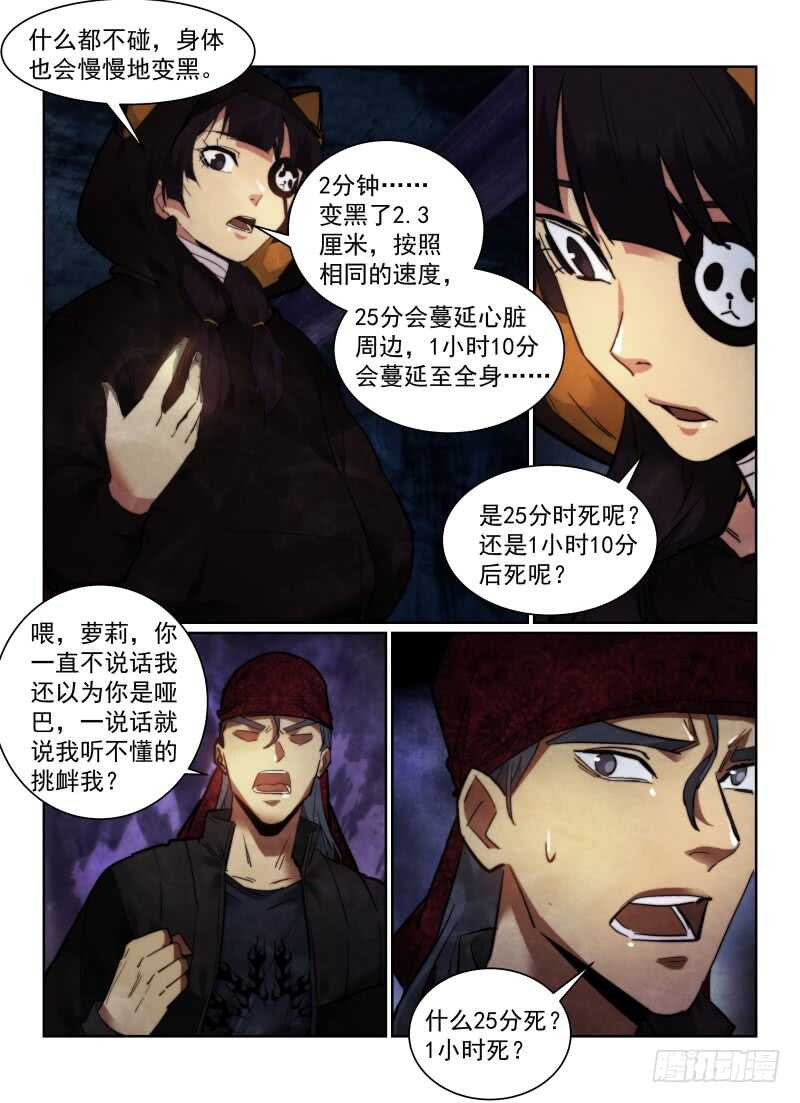 什么都不碰，身体
也会慢慢地变黑。
2分钟……
变黑了2.3
厘米，按照
相同的速度，
25分会蔓延心脏
周边，1小时10分
会蔓延至全身……
是25分时死呢？
还是1小时10分
后死呢？
喂，萝莉，你
一直不说话我
还以为你是哑
巴，一说话就
说我听不懂的
挑衅我？
什么25分死？
1小时死？
腾讯动漫